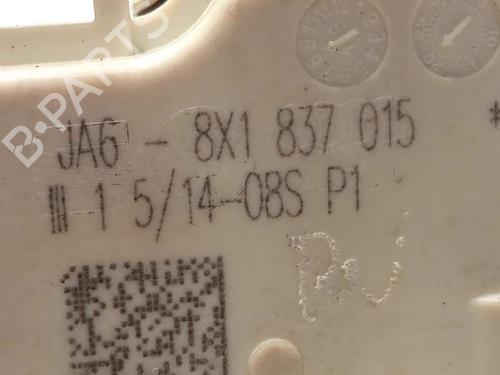 B-PARTS
JA6 - 8X1 837 015 *
III 1 5/14-08S P1